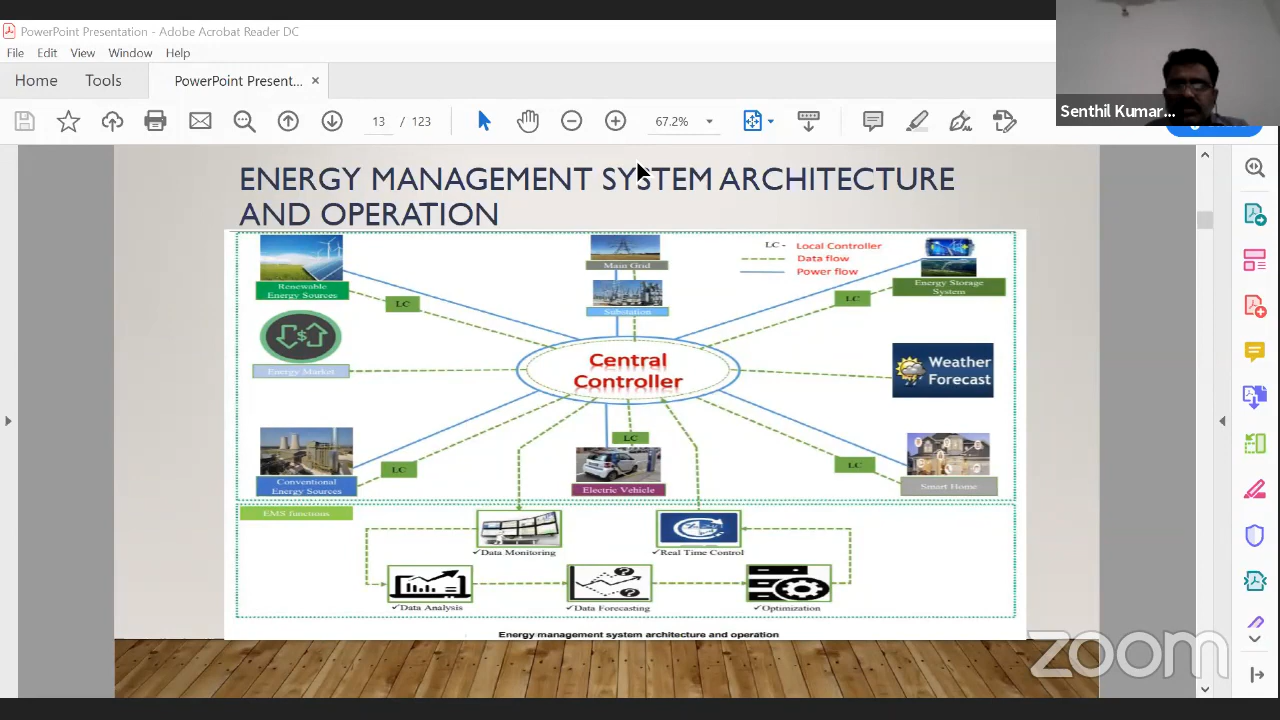 PowerPoint Presentation - Adobe Acrobat Reader DC
File Edit View Window Help
Home Tools PowerPoint Present... ×
13 / 123 67.2%
Senthil Kumar...
ENERGY MANAGEMENT SYSTEM ARCHITECTURE
AND OPERATION
Renewable
Energy Sources
LC
Main Grid
Substation
LC - Local Controller
Data flow
Power flow
LC
Energy Storage
System
$
Energy Market
Central
Controller
Weather
Forecast
Conventional
Energy Sources
LC
LC
Electric Vehicle
LC
Smart Home
EMS functions
✓Data Monitoring
✓Real Time Control
✓Data Analysis
✓Data Forecasting
✓Optimization
Energy management system architecture and operation
zoom